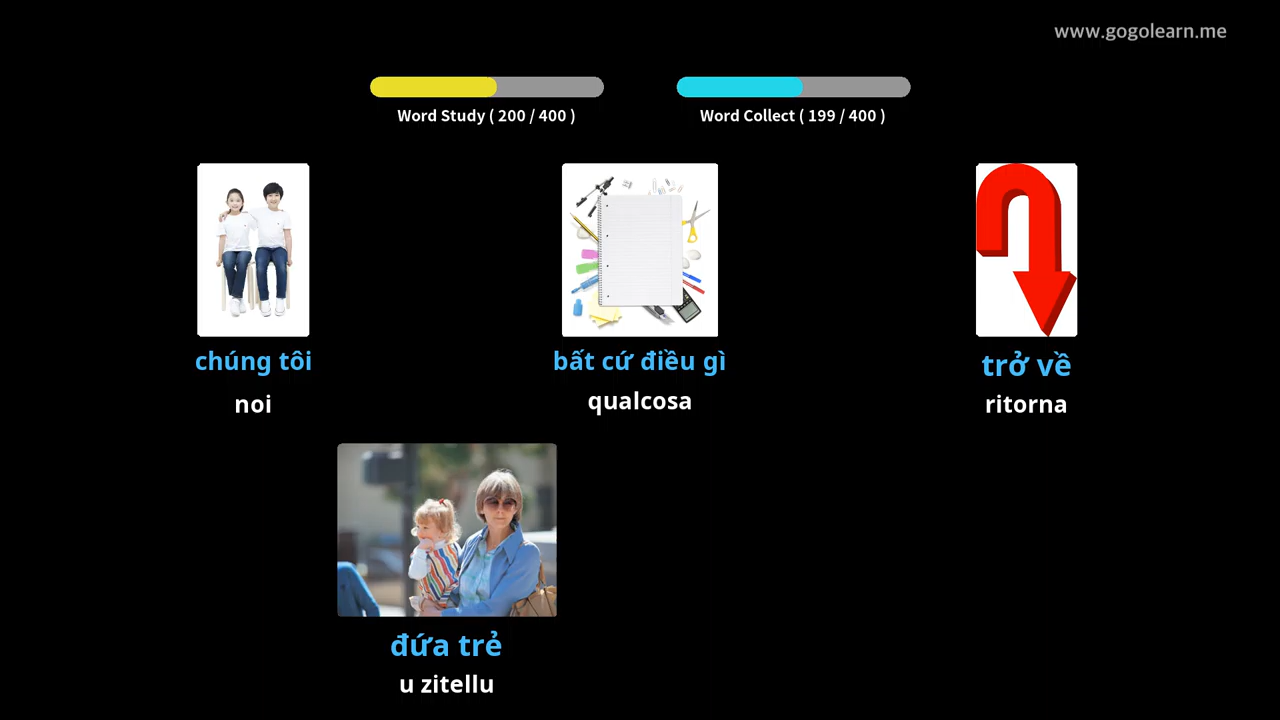 www.gogolearn.me
Word Study ( 200 / 400 )
Word Collect ( 199 / 400 )
chúng tôi
noi
bất cứ điều gì
qualcosa
trở về
ritorna
đứa trẻ
u zitellu